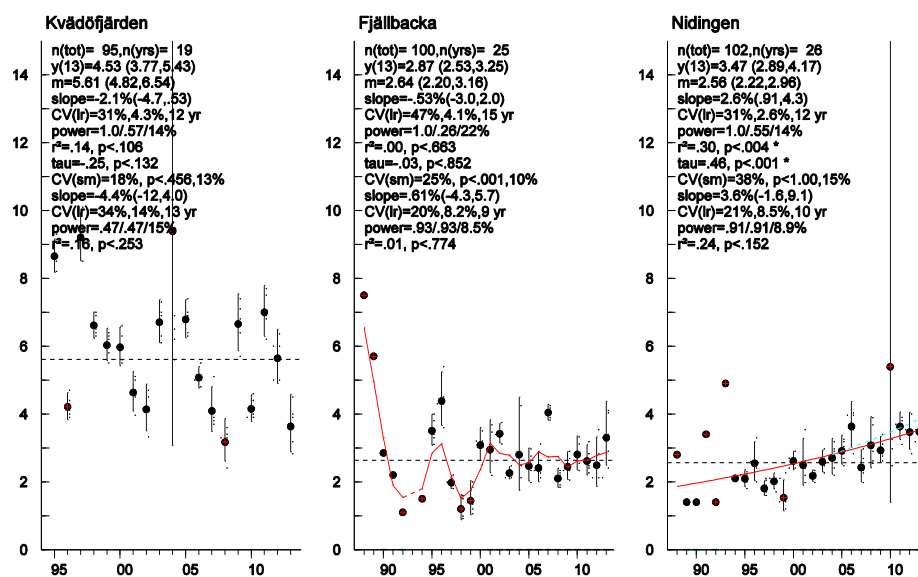 Kvädöfjärden
n(tot)= 95,n(yrs)= 19
y(13)=4.53 (3.77,5.43)
m=5.61 (4.82,6.54)
slope=-2.1%(-4.7,.53)
CV(lr)=31%,4.3%,12 yr
power=1.0/.57/14%
r²=.14, p<.106
tau=-.25, p<.132
CV(sm)=18%, p<.456,13%
slope=-4.4%(-12,4.0)
CV(lr)=34%,14%,13 yr
power=.47/.47/15%
r²=.16, p<.253
14
12
10
8
6
4
2
0
95 00 05 10
Fjällbacka
n(tot)= 100,n(yrs)= 25
y(13)=2.87 (2.53,3.25)
m=2.64 (2.20,3.16)
slope=-.53%(-3.0,2.0)
CV(lr)=47%,4.1%,15 yr
power=1.0/.26/22%
r²=.00, p<.663
tau=-.03, p<.852
CV(sm)=25%, p<.001,10%
slope=.61%(-4.3,5.7)
CV(lr)=20%,8.2%,9 yr
power=.93/.93/8.5%
r²=.01, p<.774
14
12
10
8
6
4
2
0
90 95 00 05 10
Nidingen
n(tot)= 102,n(yrs)= 26
y(13)=3.47 (2.89,4.17)
m=2.56 (2.22,2.96)
slope=2.6%(.91,4.3)
CV(lr)=31%,2.6%,12 yr
power=1.0/.55/14%
r²=.30, p<.004 *
tau=.46, p<.001 *
CV(sm)=38%, p<1.00,15%
slope=3.6%(-1.6,9.1)
CV(lr)=21%,8.5%,10 yr
power=.91/.91/8.9%
r²=.24, p<.152
14
12
10
8
6
4
2
0
90 95 00 05 10